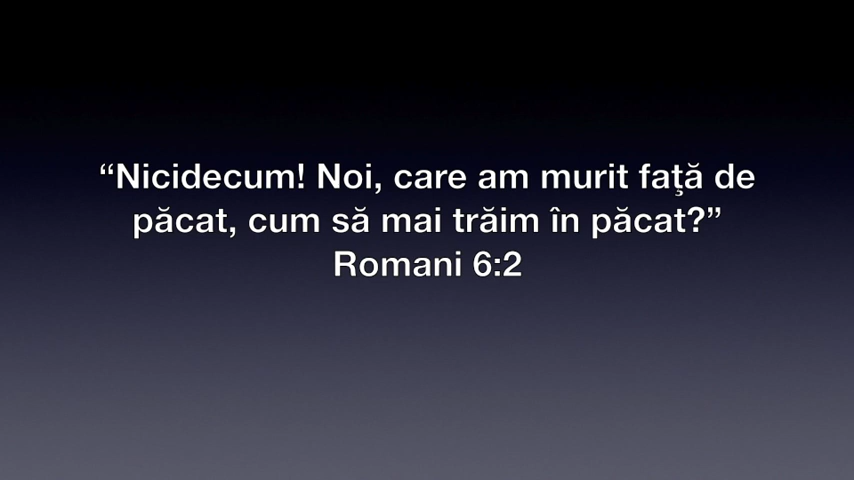 “Nicidecum! Noi, care am murit faţă de
păcat, cum să mai trăim în păcat?”
Romani 6:2